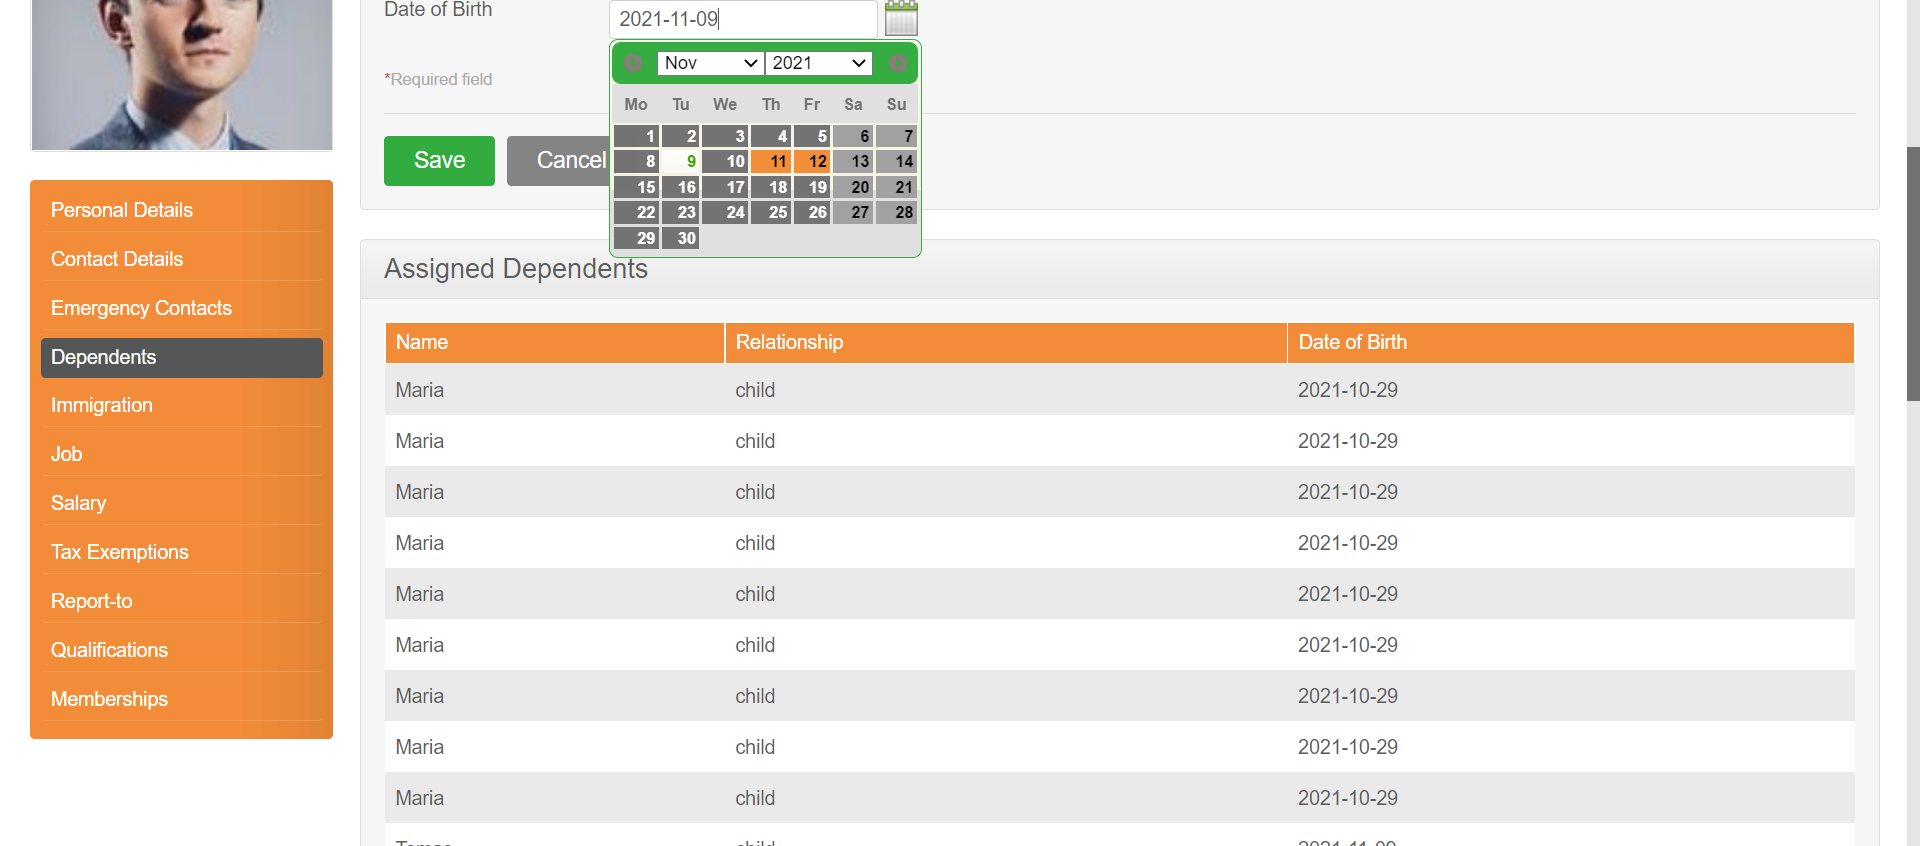 Date of Birth
2021-11-09
*Required field
Nov 2021
Mo Tu We Th Fr Sa Su
1 2 3 4 5 6 7
8 9 10 11 12 13 14
15 16 17 18 19 20 21
22 23 24 25 26 27 28
29 30
Save Cancel
Personal Details
Contact Details
Emergency Contacts
Dependents
Immigration
Job
Salary
Tax Exemptions
Report-to
Qualifications
Memberships
Assigned Dependents
Name Relationship Date of Birth
Maria child 2021-10-29
Maria child 2021-10-29
Maria child 2021-10-29
Maria child 2021-10-29
Maria child 2021-10-29
Maria child 2021-10-29
Maria child 2021-10-29
Maria child 2021-10-29
Maria child 2021-10-29